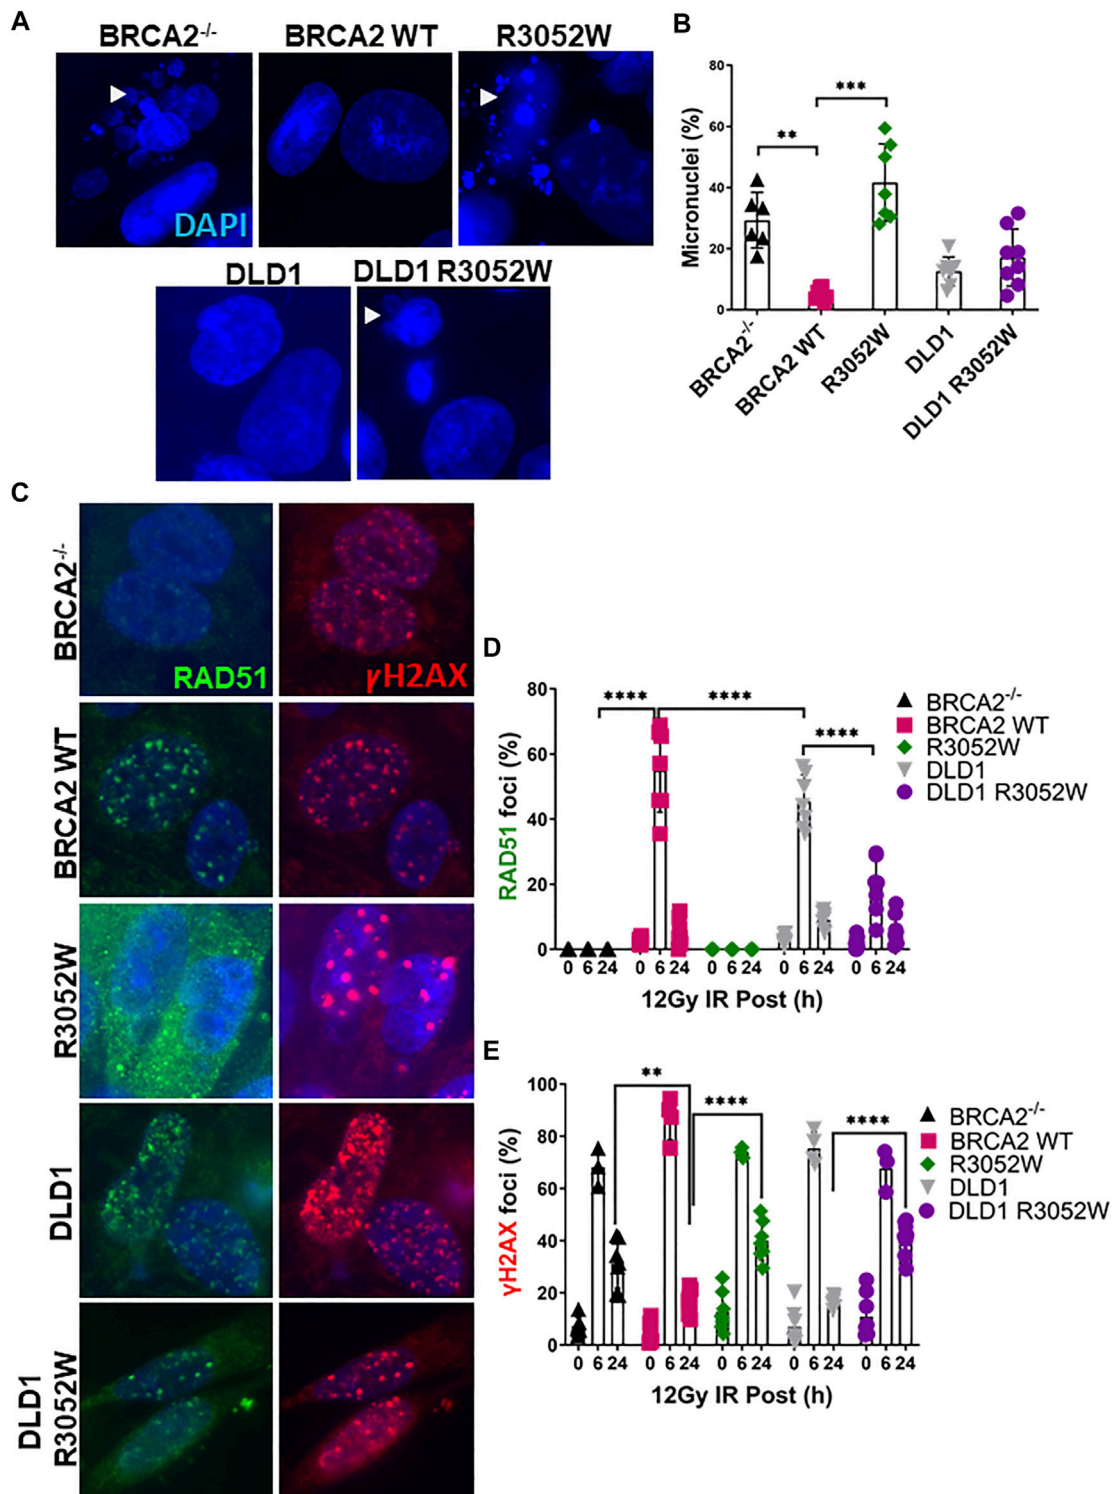 A
BRCA2-/-
BRCA2 WT
R3052W
DAPI
DLD1
DLD1 R3052W
B
Micronuclei (%)
80
60
40
20
0
**
***
BRCA2-/-
BRCA2 WT
R3052W
DLD1
DLD1 R3052W
C
BRCA2-/-
RAD51
γH2AX
BRCA2 WT
R3052W
DLD1
DLD1
R3052W
D
RAD51 foci (%)
80
60
40
20
0
****
****
****
0 6 24 0 6 24 0 6 24 0 6 24 0 6 24
12Gy IR Post (h)
BRCA2-/-
BRCA2 WT
R3052W
DLD1
DLD1 R3052W
E
γH2AX foci (%)
100
80
60
40
20
0
**
****
****
0 6 24 0 6 24 0 6 24 0 6 24 0 6 24
12Gy IR Post (h)
BRCA2-/-
BRCA2 WT
R3052W
DLD1
DLD1 R3052W